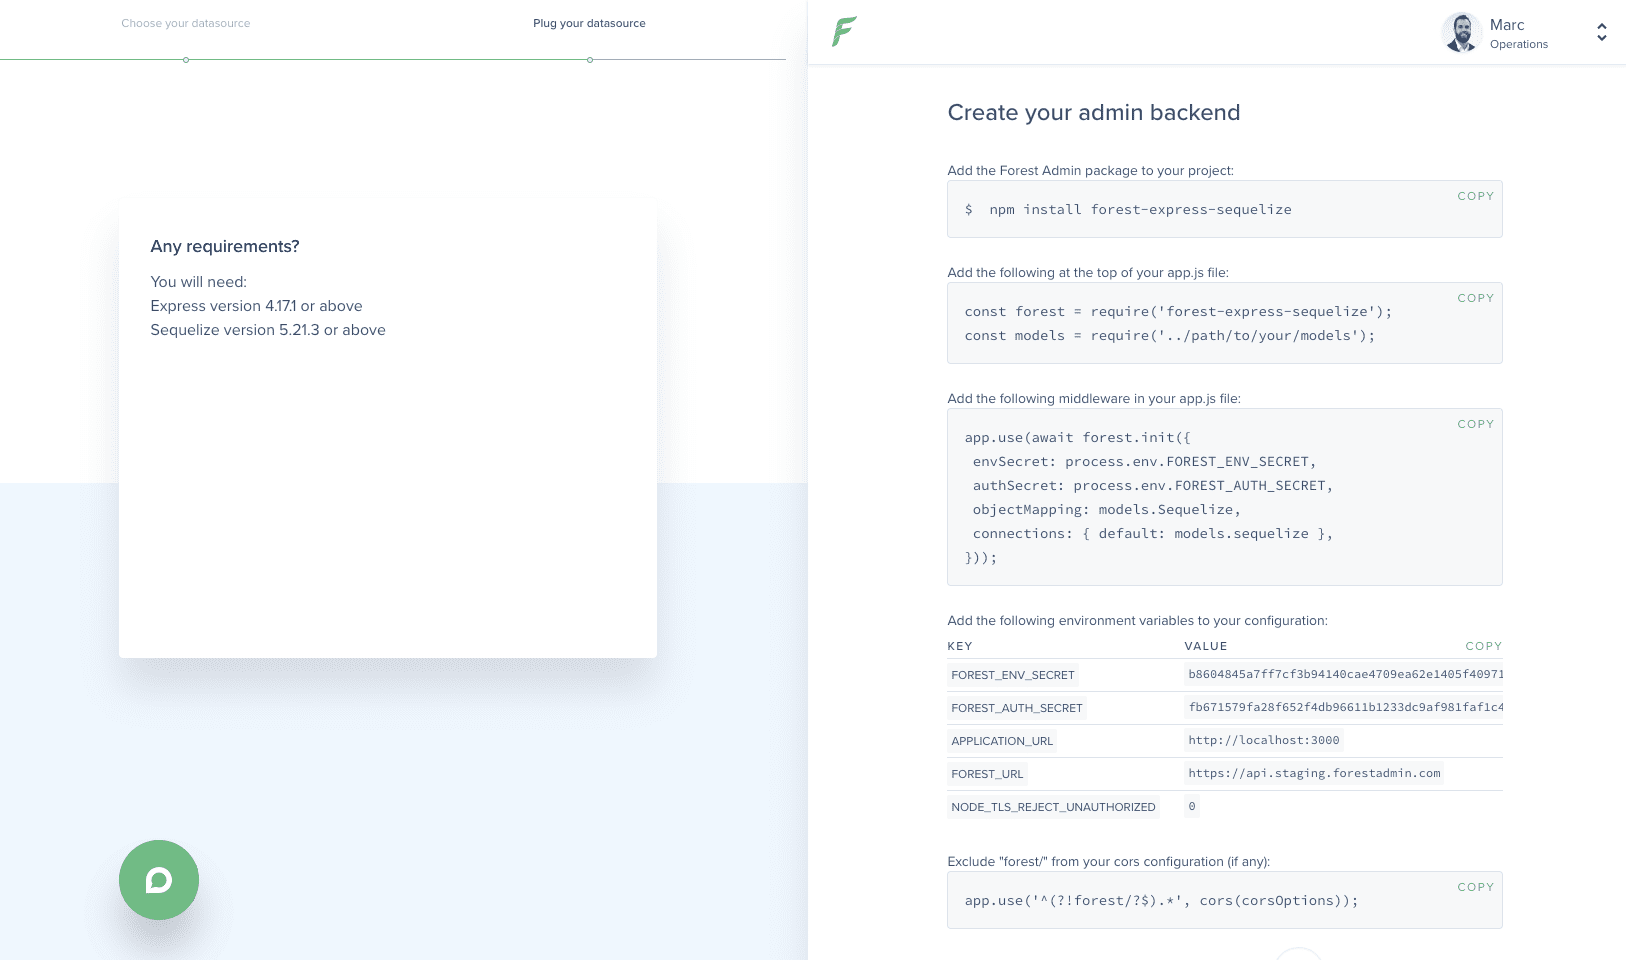 Choose your datasource
Plug your datasource
Any requirements?
You will need:
Express version 4.17.1 or above
Sequelize version 5.21.3 or above
Marc
Operations
Create your admin backend
Add the Forest Admin package to your project:
COPY
$  npm install forest-express-sequelize
Add the following at the top of your app.js file:
COPY
const forest = require('forest-express-sequelize');
const models = require('../path/to/your/models');
Add the following middleware in your app.js file:
COPY
app.use(await forest.init({
 envSecret: process.env.FOREST_ENV_SECRET,
 authSecret: process.env.FOREST_AUTH_SECRET,
 objectMapping: models.Sequelize,
 connections: { default: models.sequelize },
}));
Add the following environment variables to your configuration:
KEY VALUE COPY
FOREST_ENV_SECRET b8604845a7ff7cf3b94140cae4709ea62e1405f40971
FOREST_AUTH_SECRET fb671579fa28f652f4db96611b1233dc9af981faf1c4
APPLICATION_URL http://localhost:3000
FOREST_URL https://api.staging.forestadmin.com
NODE_TLS_REJECT_UNAUTHORIZED 0
Exclude "forest/" from your cors configuration (if any):
COPY
app.use('^(?!forest/?$).*', cors(corsOptions));